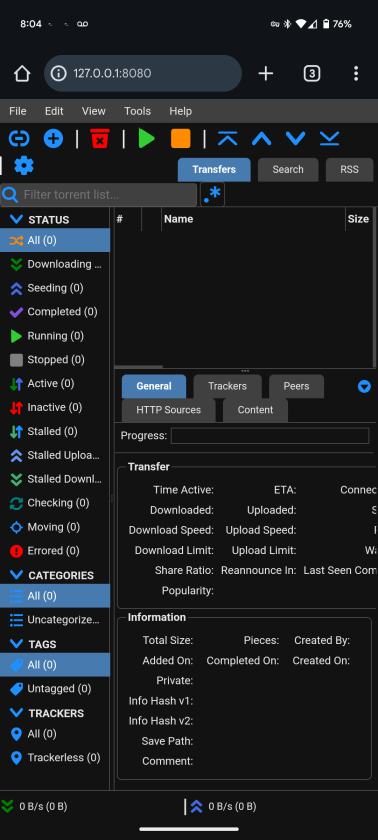 8:04 76%
127.0.0.1:8080 3
File Edit View Tools Help
Transfers Search RSS
Filter torrent list... .*
STATUS # Name Size
All (0)
Downloading ...
Seeding (0)
Completed (0)
Running (0)
Stopped (0)
Active (0)
Inactive (0)
Stalled (0)
Stalled Uploa...
Stalled Downl...
Checking (0)
Moving (0)
Errored (0)
CATEGORIES
All (0)
Uncategorize...
TAGS
All (0)
Untagged (0)
TRACKERS
All (0)
Trackerless (0)
General Trackers Peers
HTTP Sources Content
Progress:
Transfer
Time Active: ETA: Connec
Downloaded: Uploaded: S
Download Speed: Upload Speed:
Download Limit: Upload Limit: Wa
Share Ratio: Reannounce In: Last Seen Com
Popularity:
Information
Total Size: Pieces: Created By:
Added On: Completed On: Created On:
Private:
Info Hash v1:
Info Hash v2:
Save Path:
Comment:
0 B/s (0 B) 0 B/s (0 B)